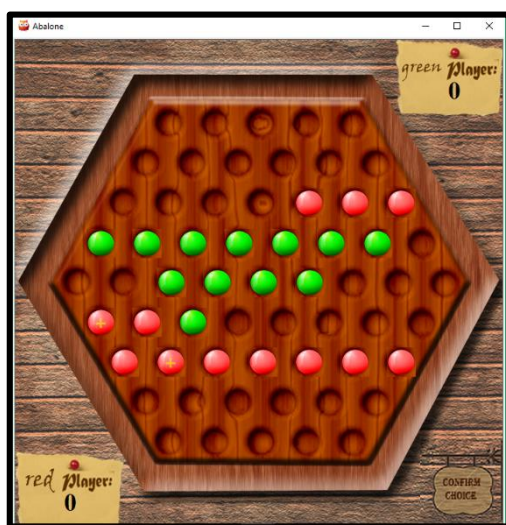 Abalone
green Player:
0
red Player:
0
CONFIRM
CHOICE